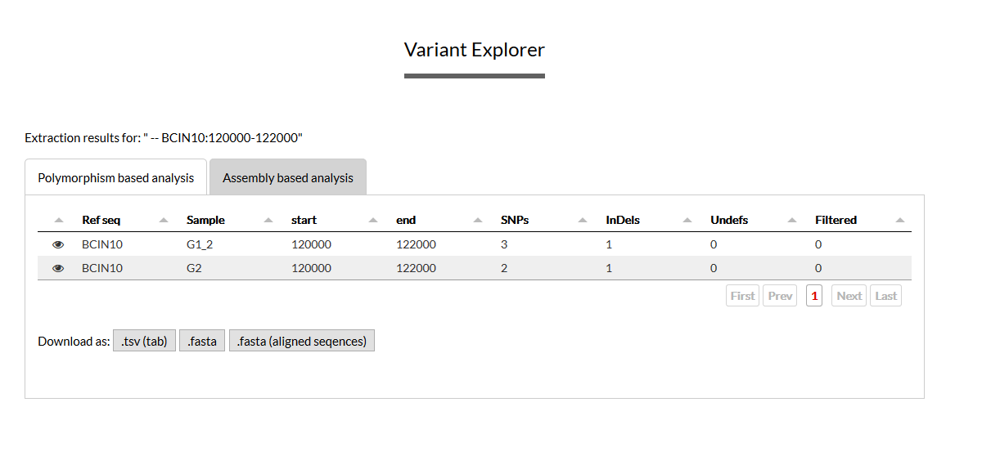 Variant Explorer
Extraction results for: " -- BCIN10:120000-122000"
Polymorphism based analysis Assembly based analysis
Ref seq Sample start end SNPs InDels Undefs Filtered
BCIN10 G1_2 120000 122000 3 1 0 0
BCIN10 G2 120000 122000 2 1 0 0
First Prev 1 Next Last
Download as: .tsv (tab) .fasta .fasta (aligned seqences)